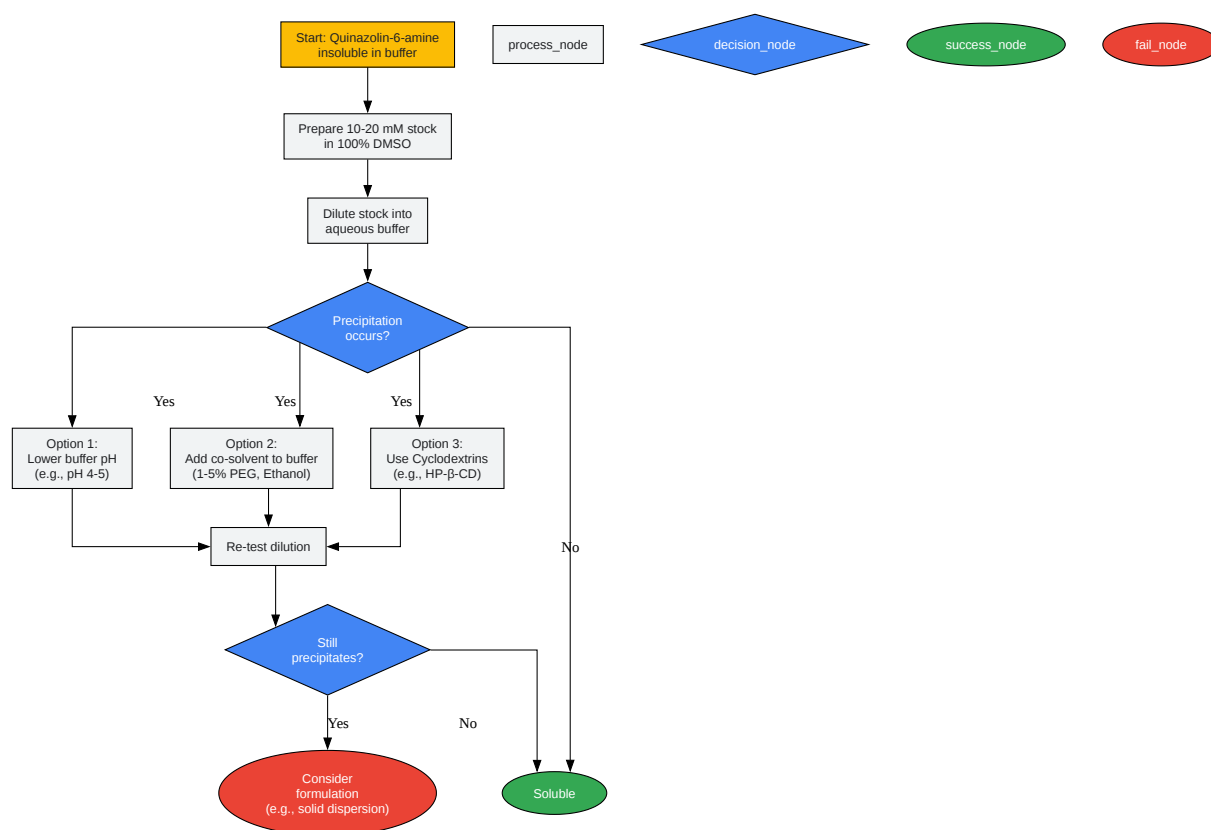 Start: Quinazolin-6-amine
insoluble in buffer
process_node
decision_node
success_node
fail_node
Prepare 10-20 mM stock
in 100% DMSO
Dilute stock into
aqueous buffer
Precipitation
occurs?
Yes
Yes
Yes
Option 1:
Lower buffer pH
(e.g., pH 4-5)
Option 2:
Add co-solvent to buffer
(1-5% PEG, Ethanol)
Option 3:
Use Cyclodextrins
(e.g., HP-β-CD)
Re-test dilution
No
Still
precipitates?
Yes
No
Consider
formulation
(e.g., solid dispersion)
Soluble